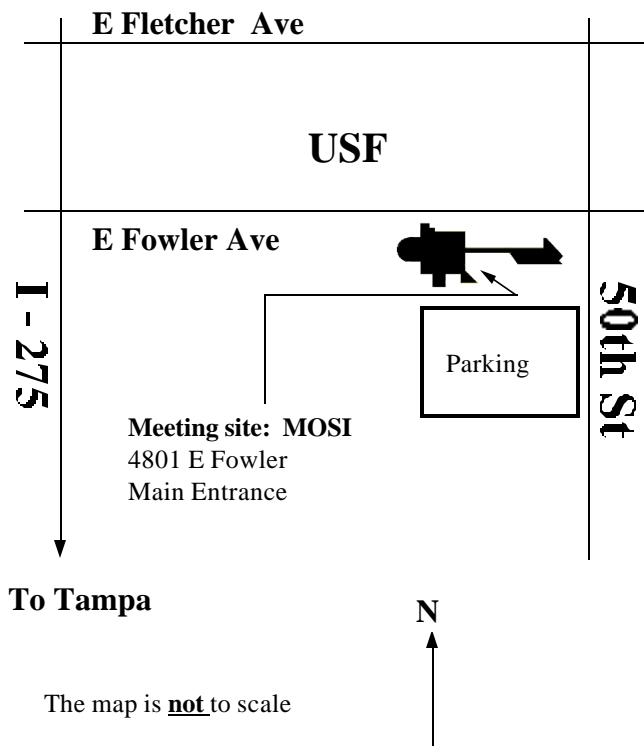 E Fletcher Ave
USF
E Fowler Ave
I - 275
50th St
Parking
Meeting site: MOSI
4801 E Fowler
Main Entrance
To Tampa
N
The map is not to scale